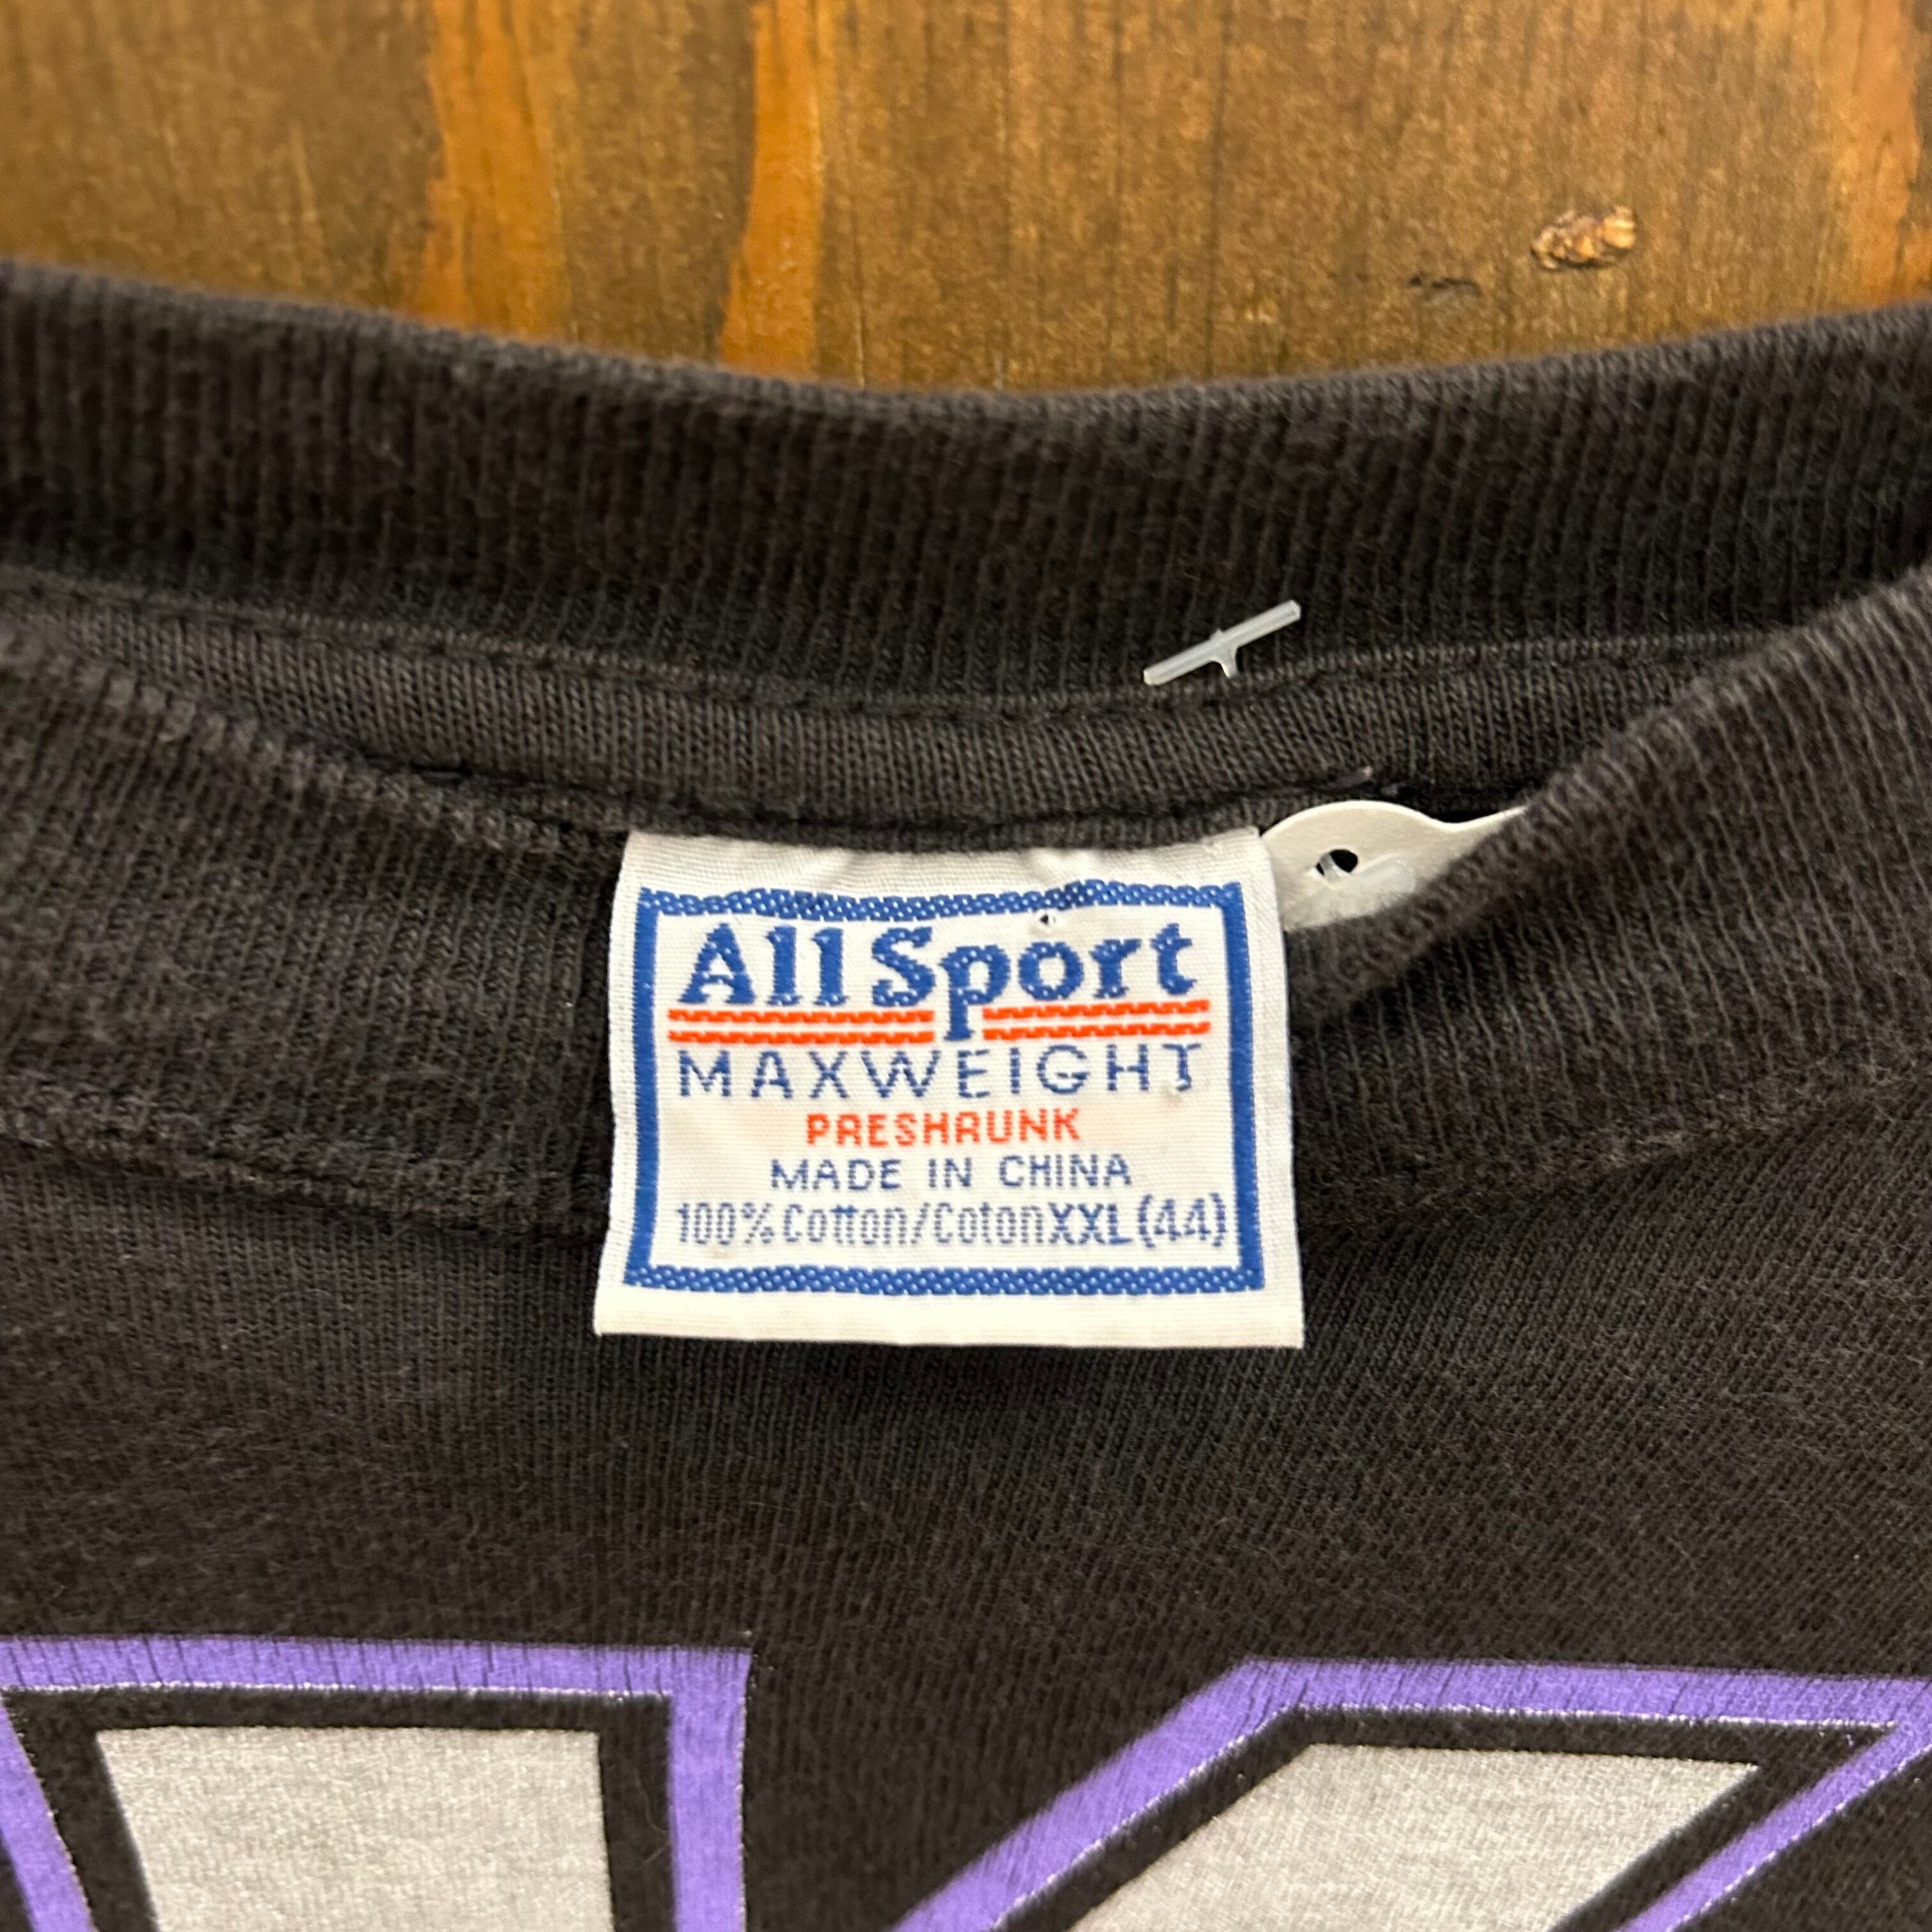 All Sport
MAXWEIGHT
PRESHRUNK
MADE IN CHINA
100% Cotton/Coton XXL (44)